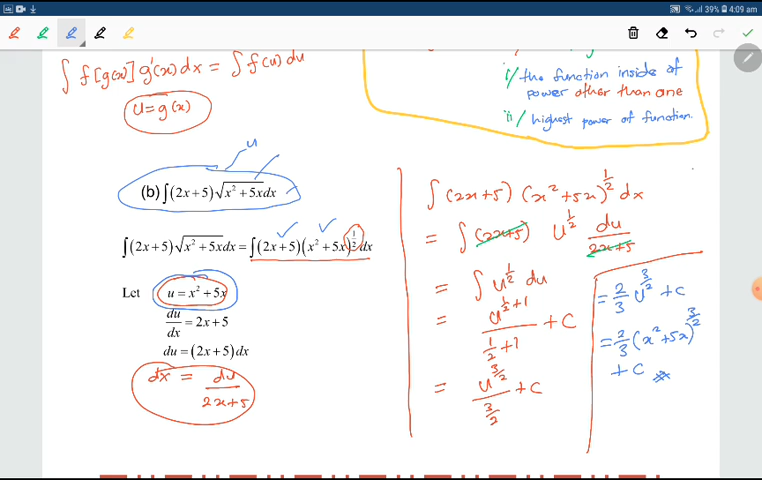 39% 4:09 am
∫ f[g(x)] g'(x) dx = ∫ f(u) du
u = g(x)
i/ the function inside of
power other than one
ii/ highest power of function.
u
(b) ∫(2x+5)√(x²+5x)dx
∫(2x+5)√(x²+5x)dx = ∫(2x+5)(x²+5x)^(1/2) dx
Let u = x²+5x
du/dx = 2x+5
du = (2x+5)dx
dx = du/(2x+5)
∫ (2x+5) (x²+5x)^(1/2) dx
= ∫ (2x+5) u^(1/2) du/(2x+5)
= ∫ u^(1/2) du
= u^(1/2+1)/(1/2+1) + C
= u^(3/2)/(3/2) + C
= 2/3 u^(3/2) + C
= 2/3 (x²+5x)^(3/2)
+ C